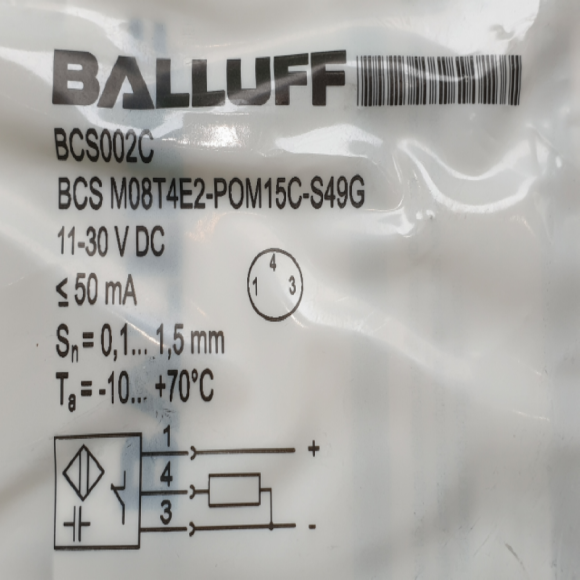 BALLUFF
BCS002C
BCS M08T4E2-POM15C-S49G
11-30 V DC
≤ 50 mA
4
1 3
Sn = 0,1... 1,5 mm
Ta = -10... +70°C
1 +
4
3 -